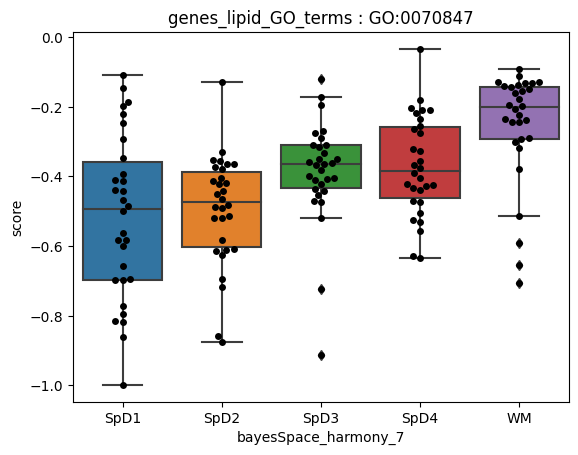 genes_lipid_GO_terms : GO:0070847
0.0
−0.2
−0.4
−0.6
−0.8
−1.0
score
SpD1 SpD2 SpD3 SpD4 WM
bayesSpace_harmony_7